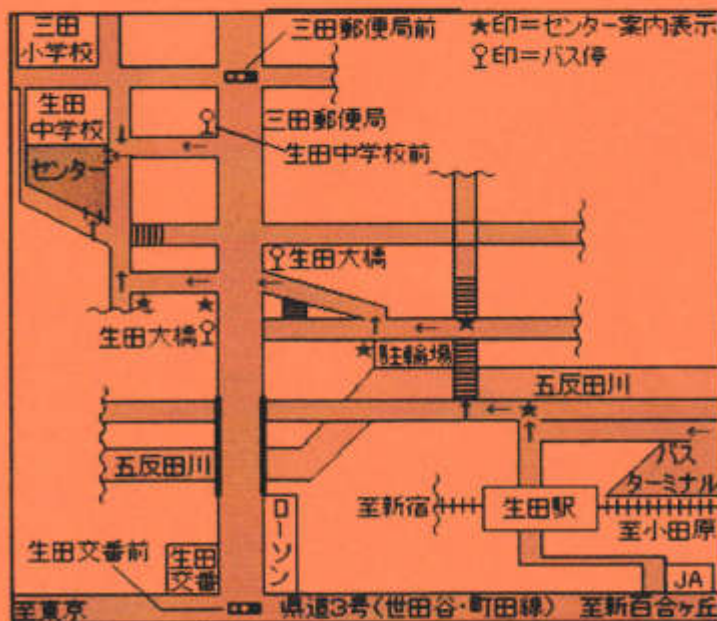 三田
小学校
三田郵便局前
★印=センター案内表示
印=バス停
生田
中学校
三田郵便局
生田中学校前
センター
生田大橋
生田大橋
駐輪場
五反田川
五反田川
バス
ターミナル
至新宿
生田駅
至小田原
ローソン
生田交番前
生田
交番
JA
至東京
県道3号(世田谷・町田線)
至新百合ヶ丘